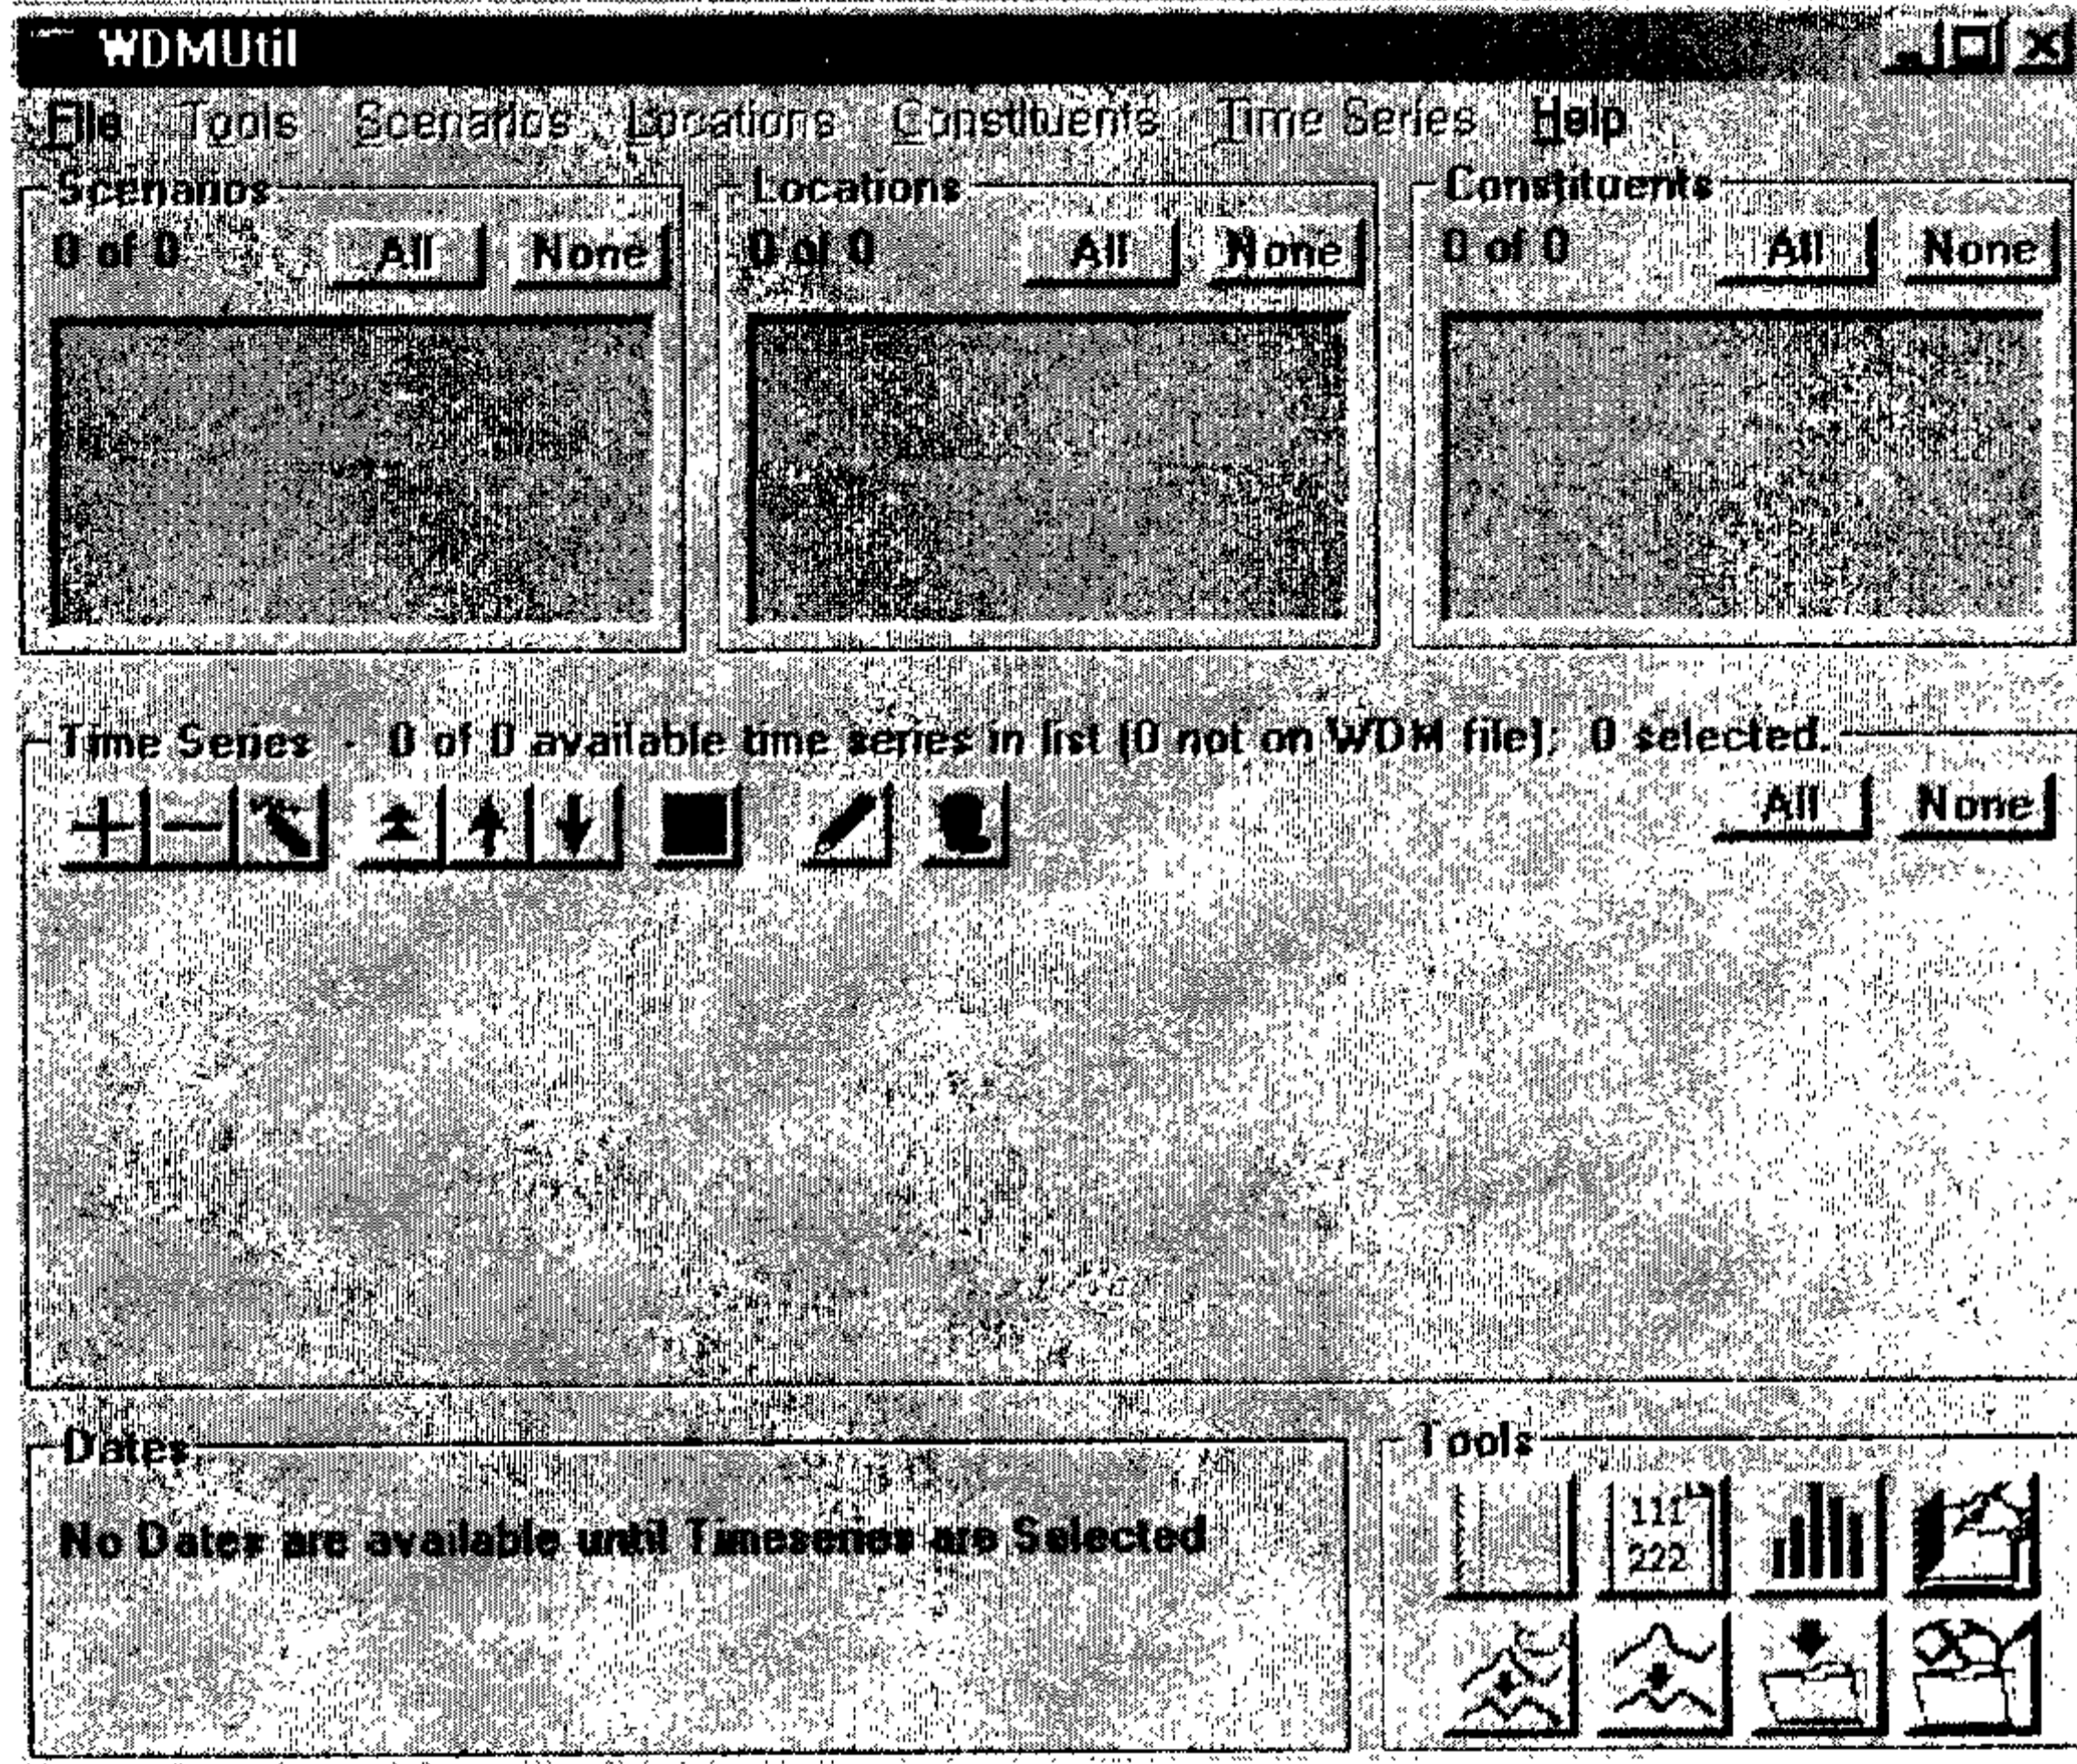 WDMUtil
File Tools Scenarios Locations Constituents Time Series Help
Scenarios Locations Constituents
0 of 0 All None 0 of 0 All None 0 of 0 All None
Time Series - 0 of 0 available time series in list (0 not on WDM file); 0 selected.
All None
Dates Tools
No Dates are available until Timeseries are Selected
111
222